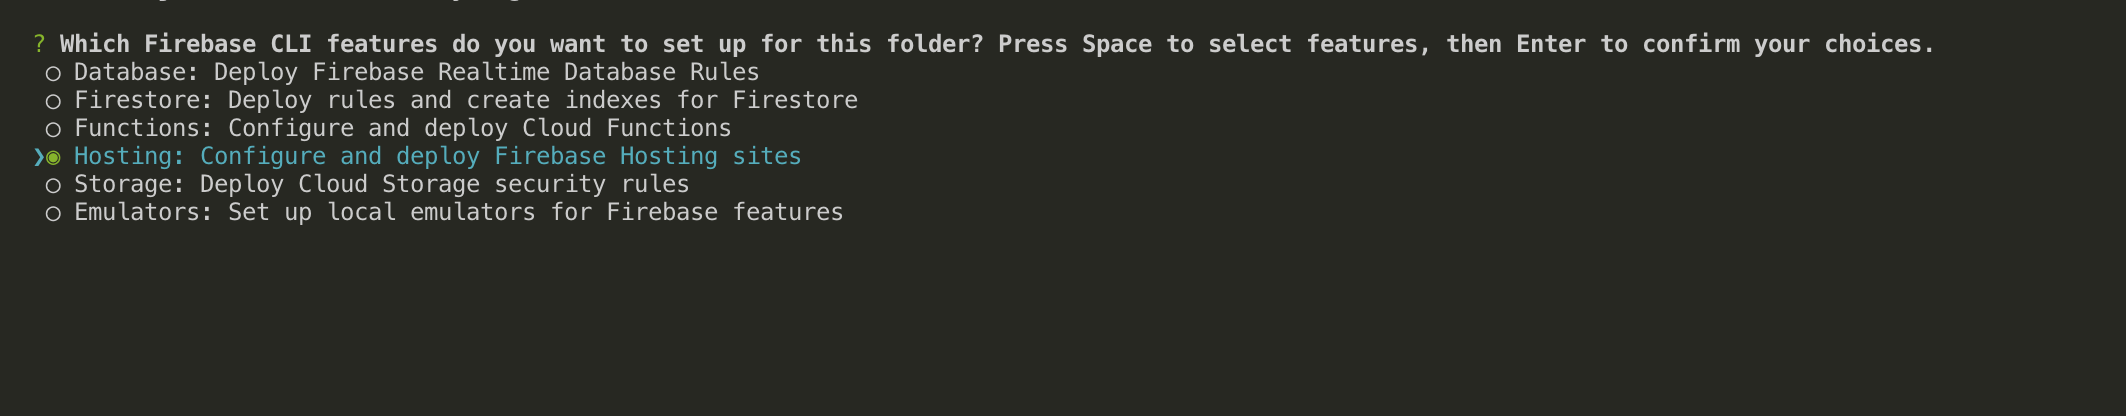 ? Which Firebase CLI features do you want to set up for this folder? Press Space to select features, then Enter to confirm your choices.
◯ Database: Deploy Firebase Realtime Database Rules
◯ Firestore: Deploy rules and create indexes for Firestore
◯ Functions: Configure and deploy Cloud Functions
❯◉ Hosting: Configure and deploy Firebase Hosting sites
◯ Storage: Deploy Cloud Storage security rules
◯ Emulators: Set up local emulators for Firebase features